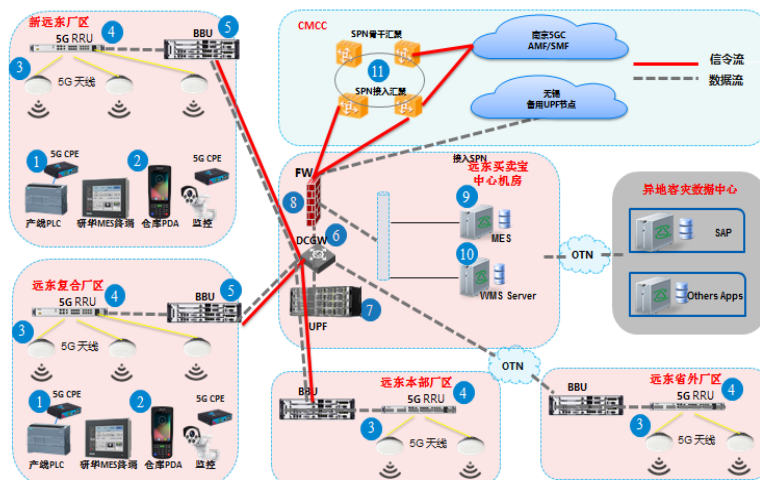 新远东厂区
5G RRU
4
BBU
5
3
5G 天线
1
5G CPE
2
5G CPE
产线PLC
研华MES终端
仓库PDA
监控
远东复合厂区
5G RRU
4
BBU
5
3
5G 天线
1
5G CPE
2
5G CPE
产线PLC
研华MES终端
仓库PDA
监控
CMCC
SPN骨干汇聚
11
SPN接入汇聚
南京5GC
AMF/SMF
无锡
备用UPF节点
信令流
数据流
接入SPN
远东买卖宝
中心机房
FW
8
DCGW
6
UPF
7
9
MES
10
WMS Server
OTN
异地容灾数据中心
SAP
Others Apps
OTN
远东本部厂区
BBU
5G RRU
4
3
5G 天线
远东省外厂区
BBU
5G RRU
4
3
5G 天线